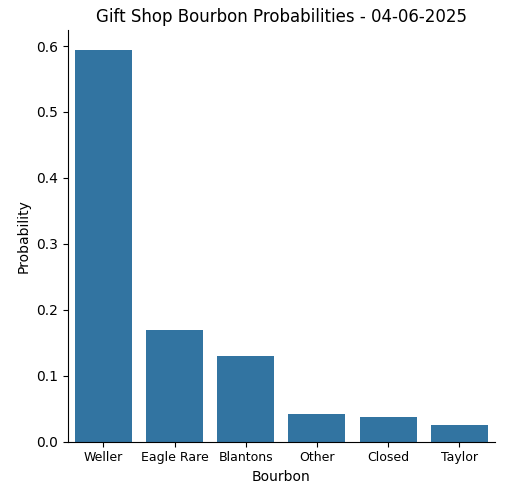 Gift Shop Bourbon Probabilities - 04-06-2025
0.6
0.5
0.4
0.3
0.2
0.1
0.0
Probability
Weller Eagle Rare Blantons Other Closed Taylor
Bourbon